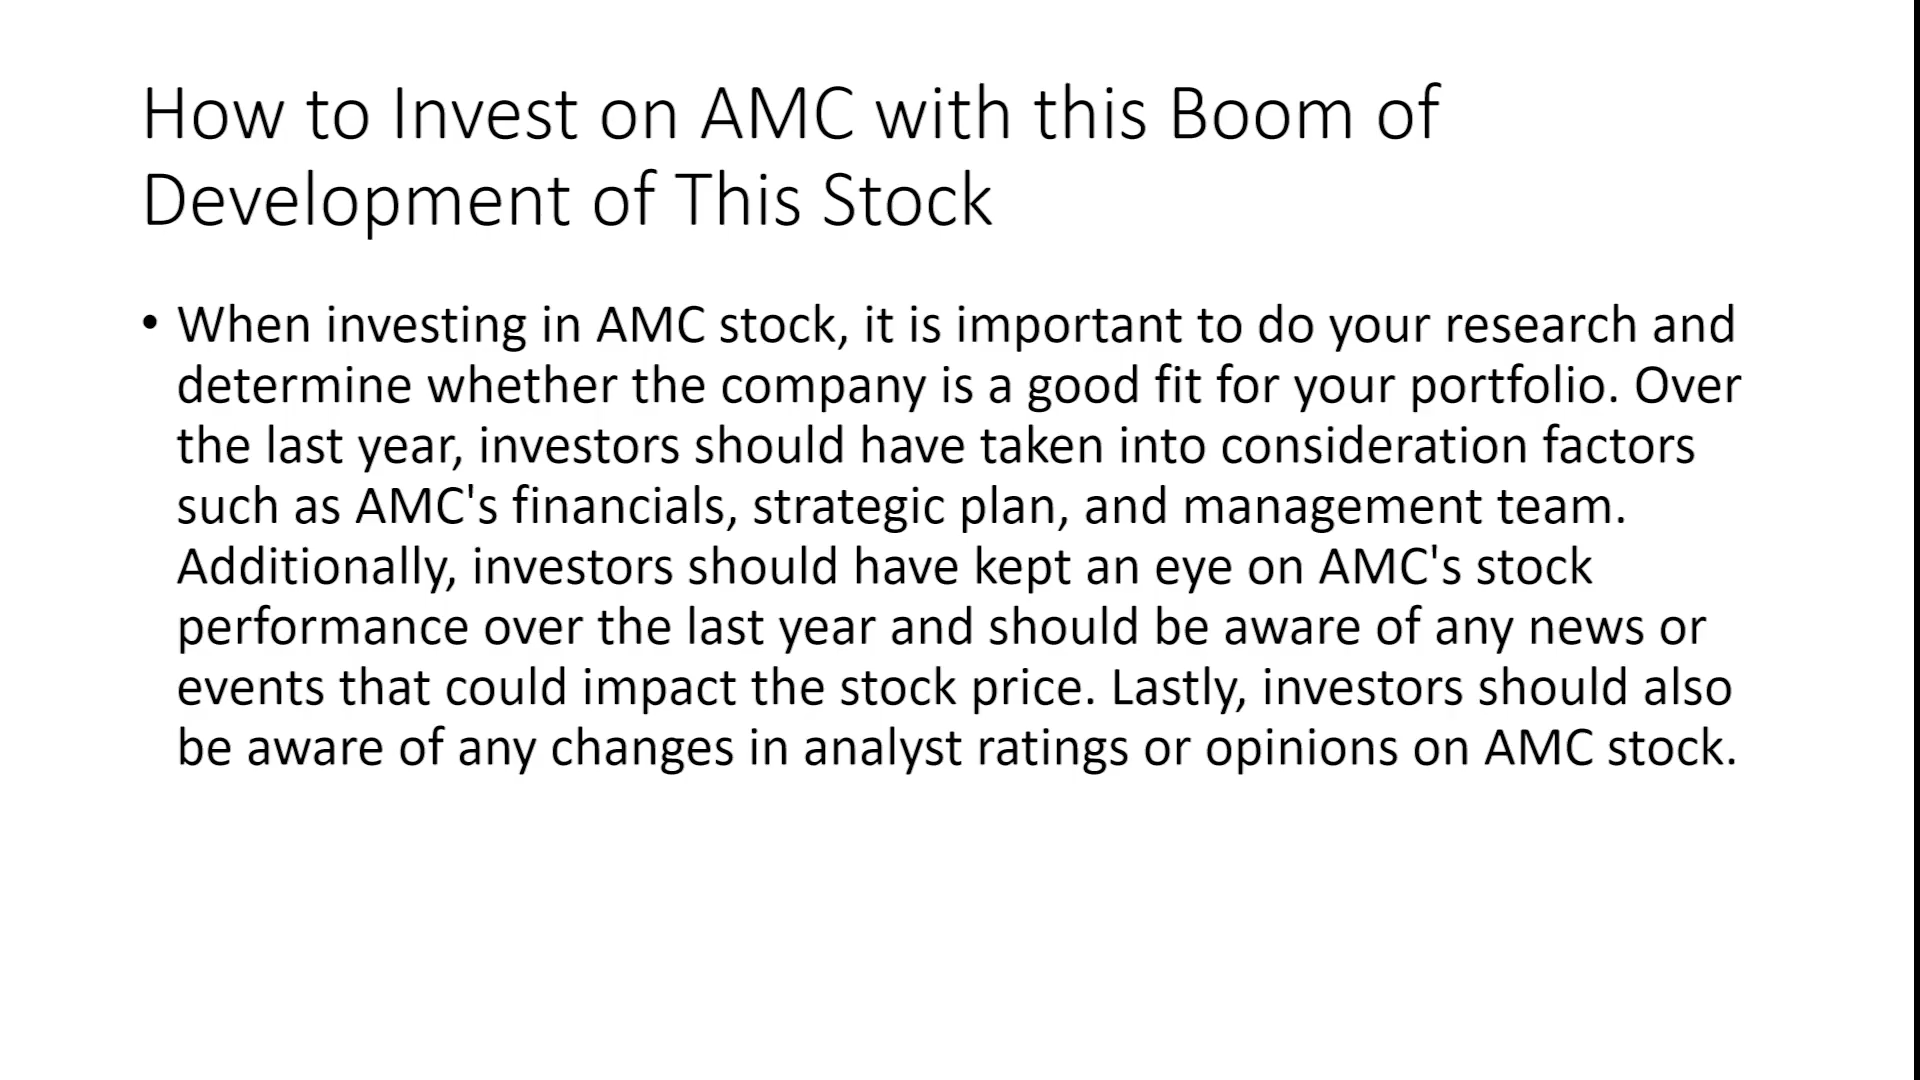 How to Invest on AMC with this Boom of
Development of This Stock
• When investing in AMC stock, it is important to do your research and
determine whether the company is a good fit for your portfolio. Over
the last year, investors should have taken into consideration factors
such as AMC's financials, strategic plan, and management team.
Additionally, investors should have kept an eye on AMC's stock
performance over the last year and should be aware of any news or
events that could impact the stock price. Lastly, investors should also
be aware of any changes in analyst ratings or opinions on AMC stock.